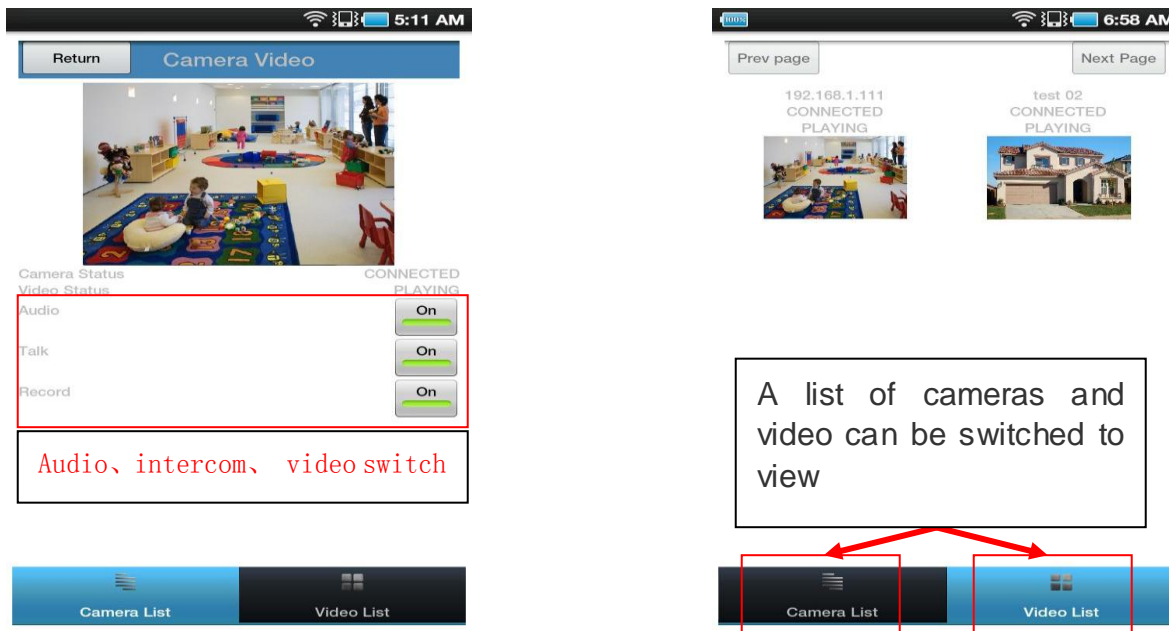 5:11 AM
Return
Camera Video
Camera Status CONNECTED
Video Status PLAYING
Audio On
Talk On
Record On
Audio、intercom、 video switch
Camera List
Video List
100%
6:58 AM
Prev page
Next Page
192.168.1.111
CONNECTED
PLAYING
test 02
CONNECTED
PLAYING
A list of cameras and
video can be switched to
view
Camera List
Video List